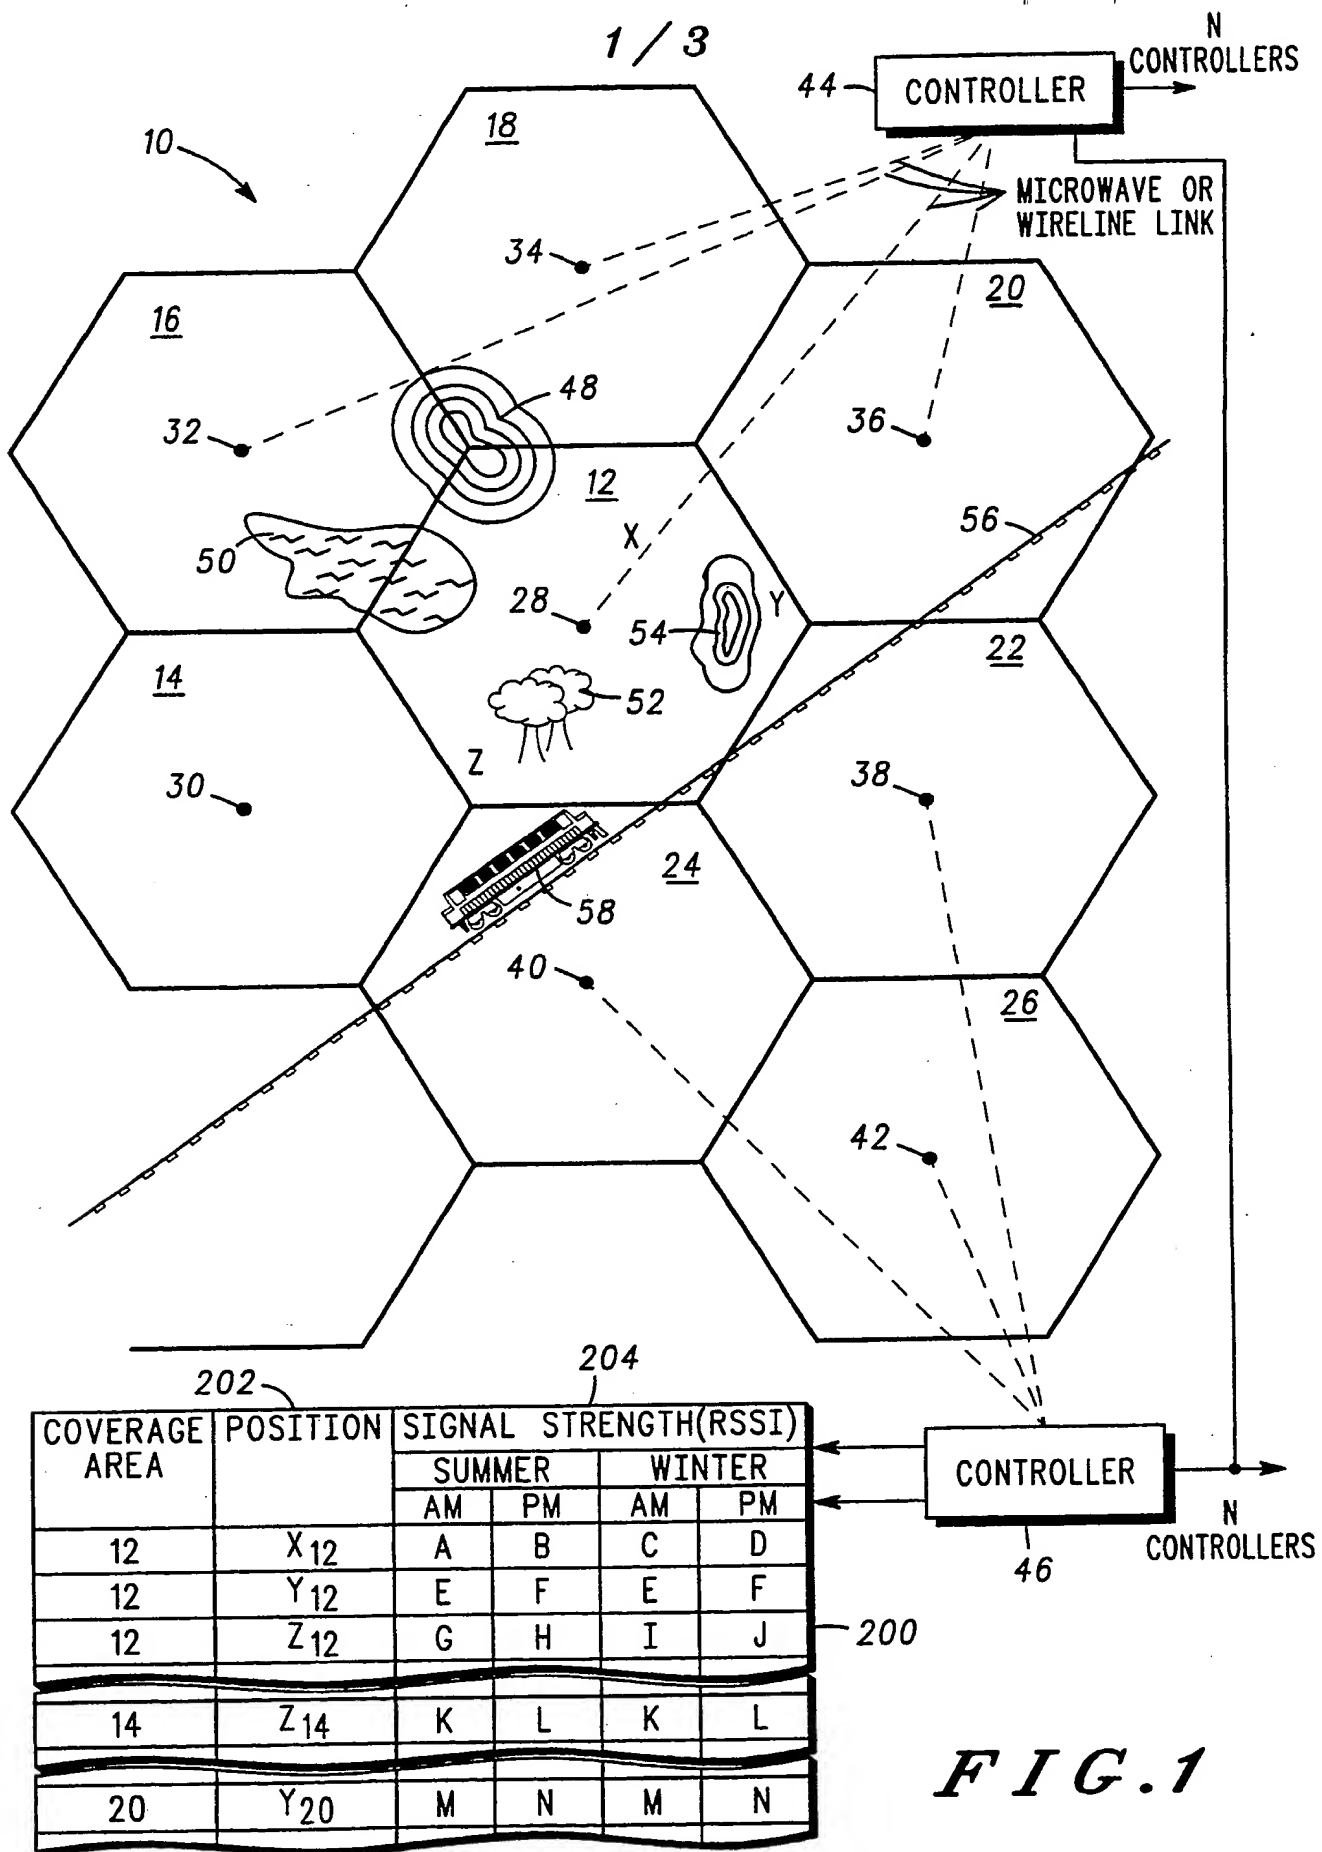 1/3
N
CONTROLLERS
44
CONTROLLER
10
18
MICROWAVE OR
WIRELINE LINK
34
20
16
48
32
36
12
X
56
50
28
54
Y
22
14
52
Z
38
30
24
58
40
26
42
202
204
COVERAGE AREA POSITION SIGNAL STRENGTH(RSSI)
SUMMER WINTER
AM PM AM PM
12 X12 A B C D
12 Y12 E F E F
12 Z12 G H I J
14 Z14 K L K L
20 Y20 M N M N
200
CONTROLLER
46
N
CONTROLLERS
FIG.1